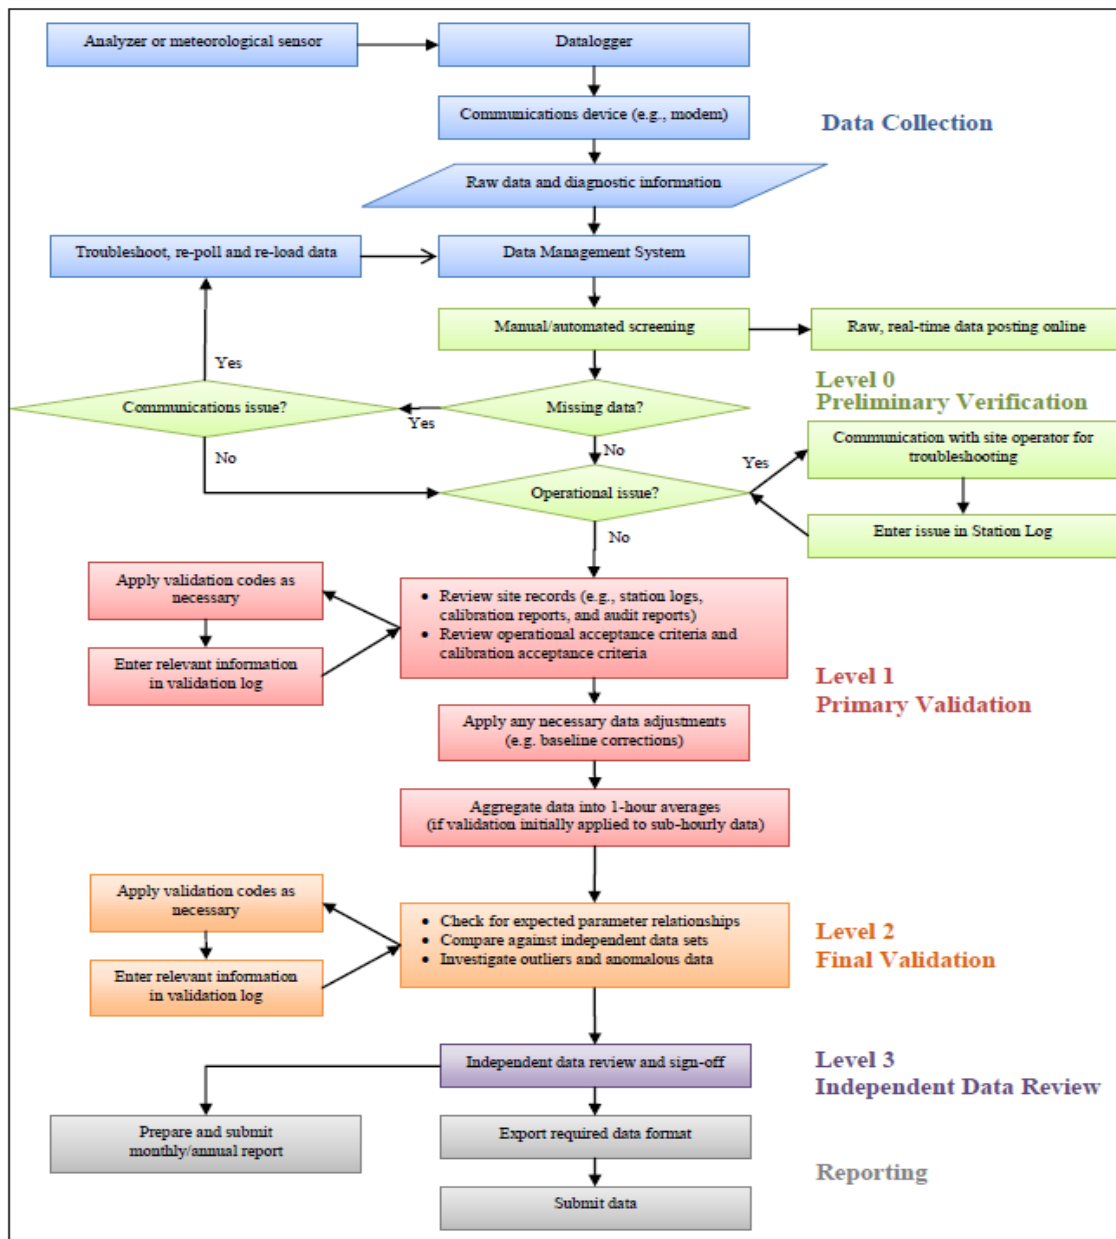 Analyzer or meteorological sensor
Datalogger
Communications device (e.g., modem)
Data Collection
Raw data and diagnostic information
Troubleshoot, re-poll and re-load data
Data Management System
Manual/automated screening
Raw, real-time data posting online
Yes
Level 0
Preliminary Verification
Communications issue?
Yes
Missing data?
No
No
Yes
Communication with site operator for
troubleshooting
Operational issue?
Enter issue in Station Log
No
Apply validation codes as
necessary
• Review site records (e.g., station logs,
calibration reports, and audit reports)
• Review operational acceptance criteria and
calibration acceptance criteria
Enter relevant information
in validation log
Level 1
Primary Validation
Apply any necessary data adjustments
(e.g. baseline corrections)
Aggregate data into 1-hour averages
(if validation initially applied to sub-hourly data)
Apply validation codes as
necessary
• Check for expected parameter relationships
• Compare against independent data sets
• Investigate outliers and anomalous data
Enter relevant information
in validation log
Level 2
Final Validation
Independent data review and sign-off
Level 3
Independent Data Review
Prepare and submit
monthly/annual report
Export required data format
Reporting
Submit data